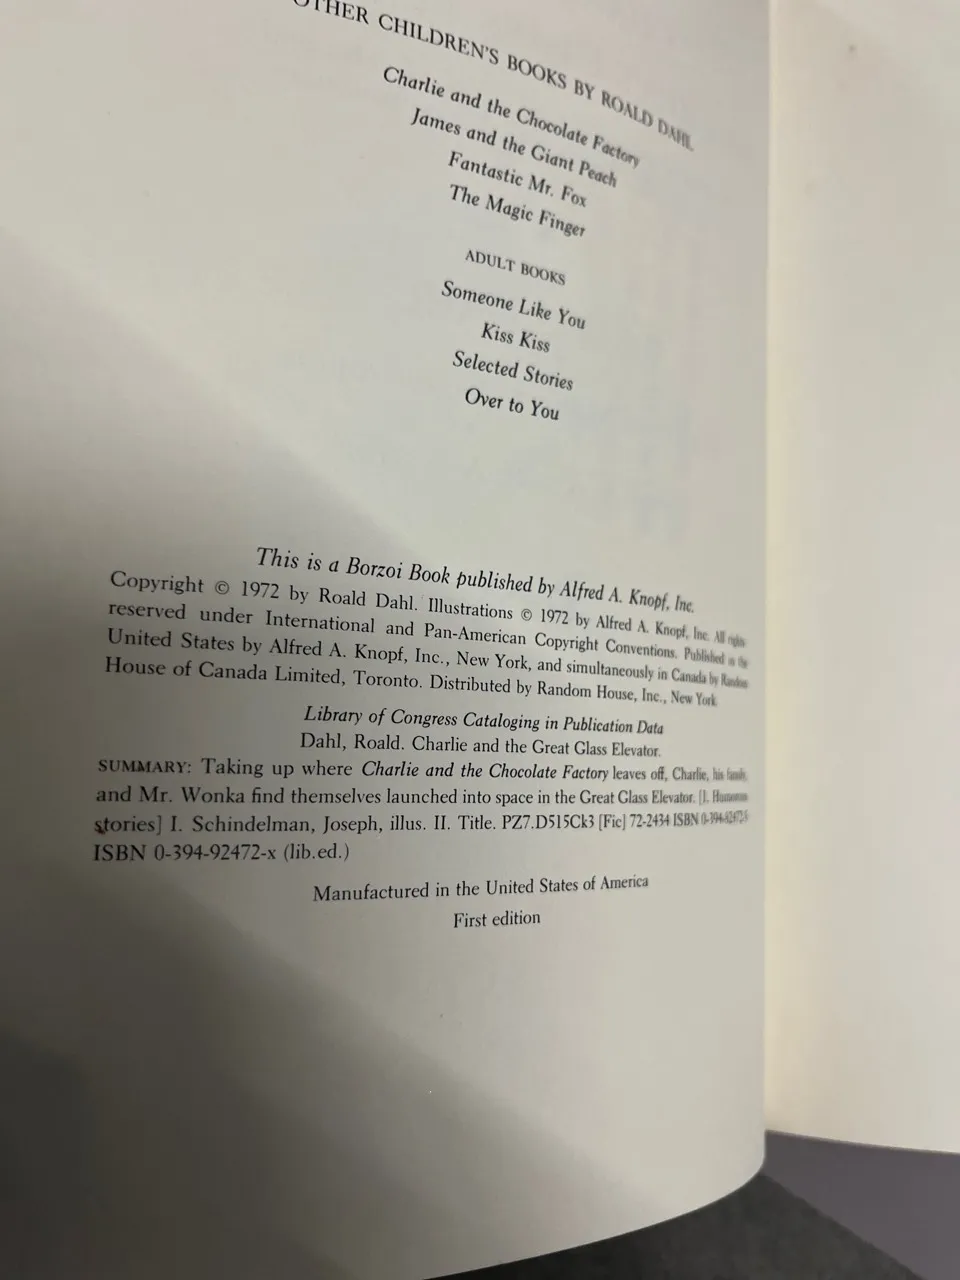 OTHER CHILDREN'S BOOKS BY ROALD DAHL
Charlie and the Chocolate Factory
James and the Giant Peach
Fantastic Mr. Fox
The Magic Finger
ADULT BOOKS
Someone Like You
Kiss Kiss
Selected Stories
Over to You
This is a Borzoi Book published by Alfred A. Knopf, Inc.
Copyright © 1972 by Roald Dahl. Illustrations © 1972 by Alfred A. Knopf, Inc. All rights
reserved under International and Pan-American Copyright Conventions. Published in the
United States by Alfred A. Knopf, Inc., New York, and simultaneously in Canada by Random
House of Canada Limited, Toronto. Distributed by Random House, Inc., New York
Library of Congress Cataloging in Publication Data
Dahl, Roald. Charlie and the Great Glass Elevator.
SUMMARY: Taking up where Charlie and the Chocolate Factory leaves off, Charlie, his family,
and Mr. Wonka find themselves launched into space in the Great Glass Elevator. [1. Humorous
stories] I. Schindelman, Joseph, illus. II. Title. PZ7.D515Ck3 [Fic] 72-2434 ISBN
ISBN 0-394-92472-x (lib.ed.)
Manufactured in the United States of America
First edition